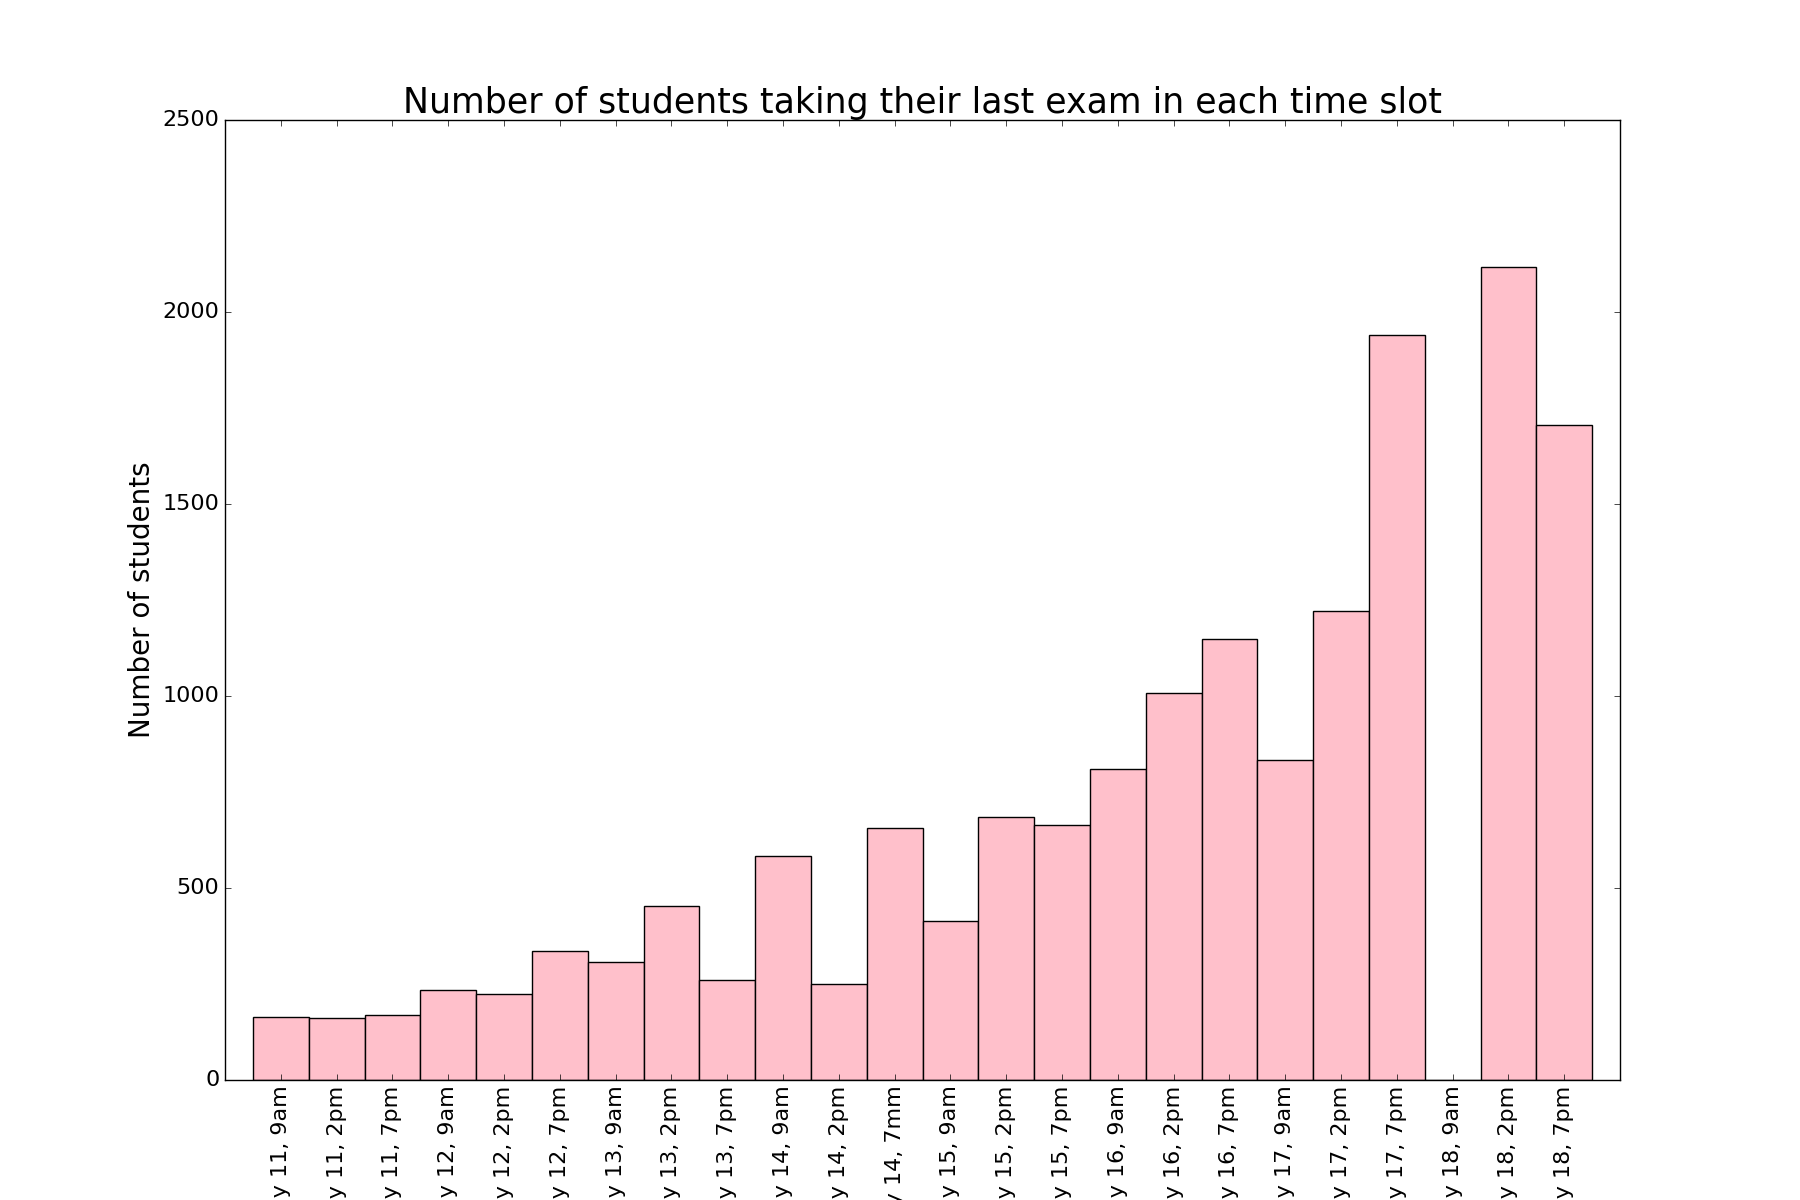 Number of students taking their last exam in each time slot
Number of students
2500
2000
1500
1000
500
0
y 11, 9am
y 11, 2pm
y 11, 7pm
y 12, 9am
y 12, 2pm
y 12, 7pm
y 13, 9am
y 13, 2pm
y 13, 7pm
y 14, 9am
y 14, 2pm
y 14, 7mm
y 15, 9am
y 15, 2pm
y 15, 7pm
y 16, 9am
y 16, 2pm
y 16, 7pm
y 17, 9am
y 17, 2pm
y 17, 7pm
y 18, 9am
y 18, 2pm
y 18, 7pm